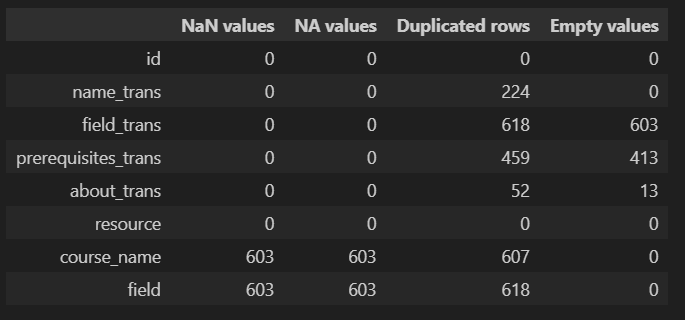 NaN values NA values Duplicated rows Empty values
id 0 0 0 0
name_trans 0 0 224 0
field_trans 0 0 618 603
prerequisites_trans 0 0 459 413
about_trans 0 0 52 13
resource 0 0 0 0
course_name 603 603 607 0
field 603 603 618 0